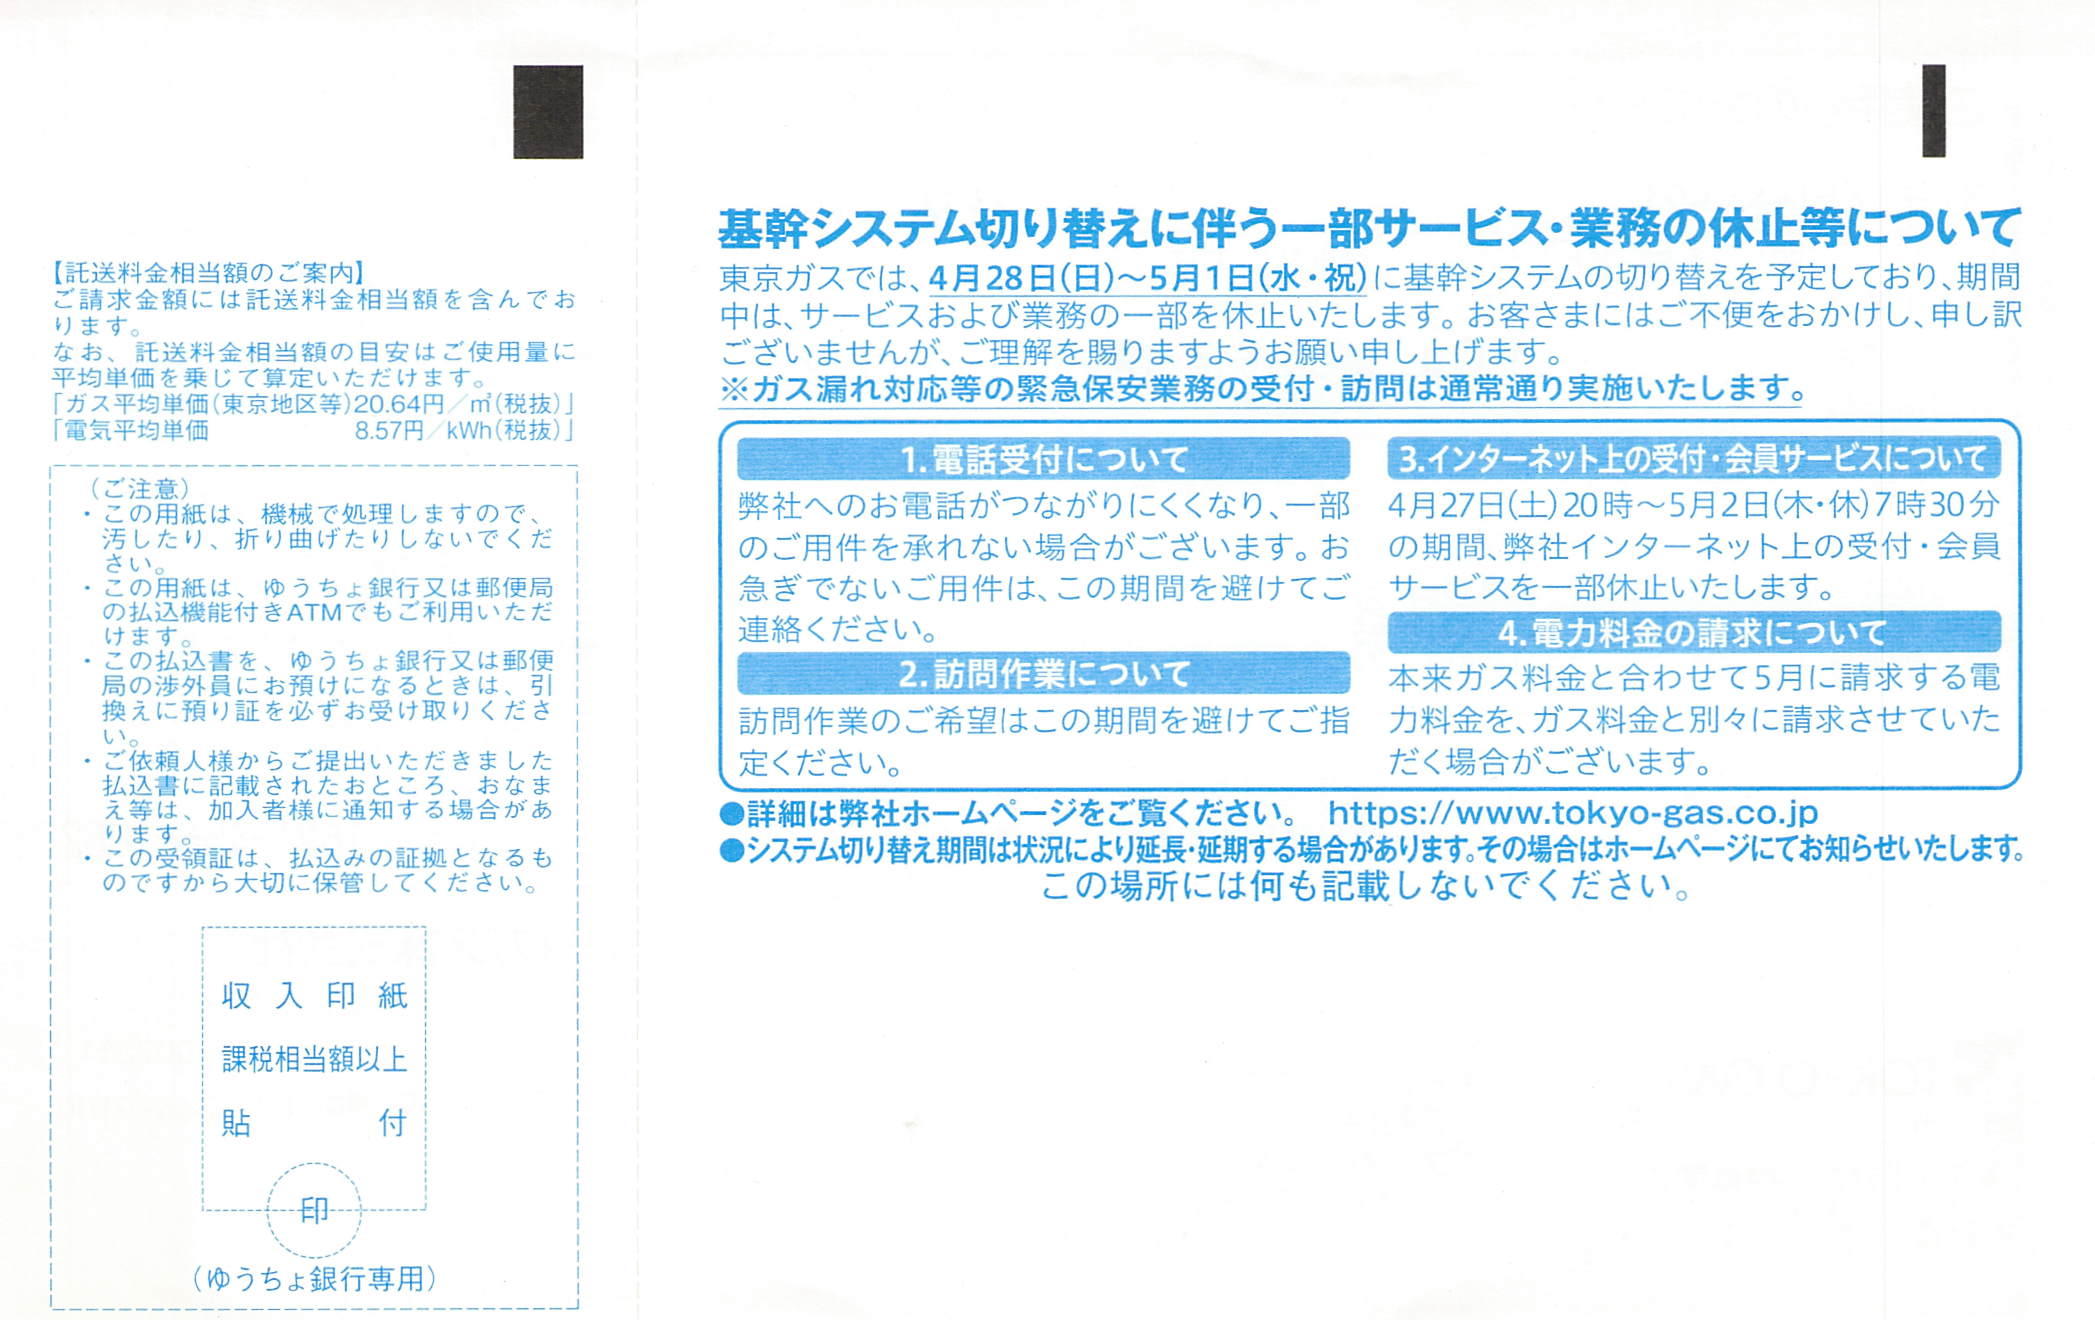 【託送料金相当額のご案内】
ご請求金額には託送料金相当額を含んでお
ります。
なお、託送料金相当額の目安はご使用量に
平均単価を乗じて算定いただけます。
「ガス平均単価(東京地区等)20.64円／㎥(税抜)」
「電気平均単価 8.57円／kWh(税抜)」
（ご注意）
・この用紙は、機械で処理しますので、
汚したり、折り曲げたりしないでくだ
さい。
・この用紙は、ゆうちょ銀行又は郵便局
の払込機能付きATMでもご利用いただ
けます。
・この払込書を、ゆうちょ銀行又は郵便
局の渉外員にお預けになるときは、引
換えに預り証を必ずお受け取りくださ
い。
・ご依頼人様からご提出いただきました
払込書に記載されたおところ、おなま
え等は、加入者様に通知する場合があ
ります。
・この受領証は、払込みの証拠となるも
のですから大切に保管してください。
収入印紙
課税相当額以上
貼付
印
（ゆうちょ銀行専用）
基幹システム切り替えに伴う一部サービス・業務の休止等について
東京ガスでは、4月28日(日)～5月1日(水・祝)に基幹システムの切り替えを予定しており、期間
中は、サービスおよび業務の一部を休止いたします。お客さまにはご不便をおかけし、申し訳
ございませんが、ご理解を賜りますようお願い申し上げます。
※ガス漏れ対応等の緊急保安業務の受付・訪問は通常通り実施いたします。
1.電話受付について
弊社へのお電話がつながりにくくなり、一部
のご用件を承れない場合がございます。お
急ぎでないご用件は、この期間を避けてご
連絡ください。
2.訪問作業について
訪問作業のご希望はこの期間を避けてご指
定ください。
3.インターネット上の受付・会員サービスについて
4月27日(土)20時～5月2日(木・休)7時30分
の期間、弊社インターネット上の受付・会員
サービスを一部休止いたします。
4.電力料金の請求について
本来ガス料金と合わせて5月に請求する電
力料金を、ガス料金と別々に請求させていた
だく場合がございます。
●詳細は弊社ホームページをご覧ください。 https://www.tokyo-gas.co.jp
●システム切り替え期間は状況により延長・延期する場合があります。その場合はホームページにてお知らせいたします。
この場所には何も記載しないでください。